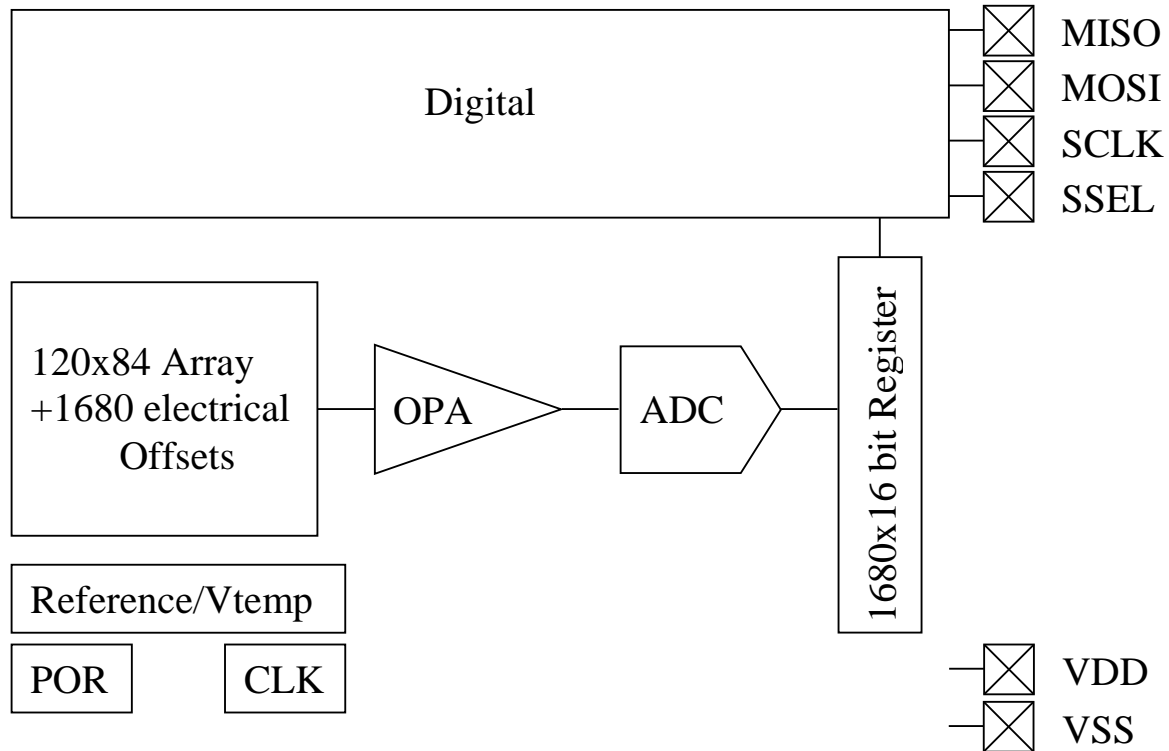 Digital
MISO
MOSI
SCLK
SSEL
120x84 Array
+1680 electrical
Offsets
OPA
ADC
1680x16 bit Register
Reference/Vtemp
POR
CLK
VDD
VSS